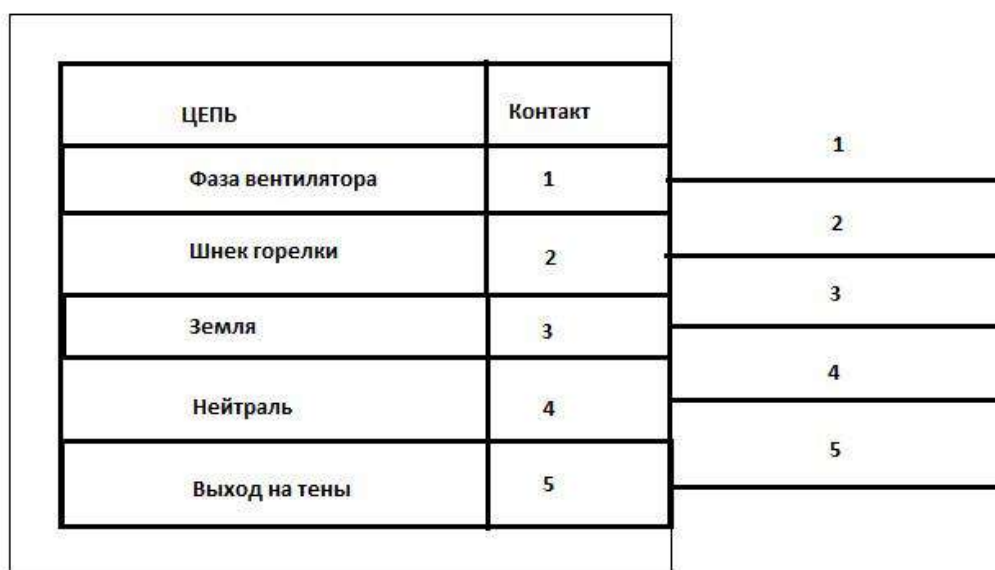 ЦЕПЬ Контакт
Фаза вентилятора 1
Шнек горелки 2
Земля 3
Нейтраль 4
Выход на тены 5
1
2
3
4
5